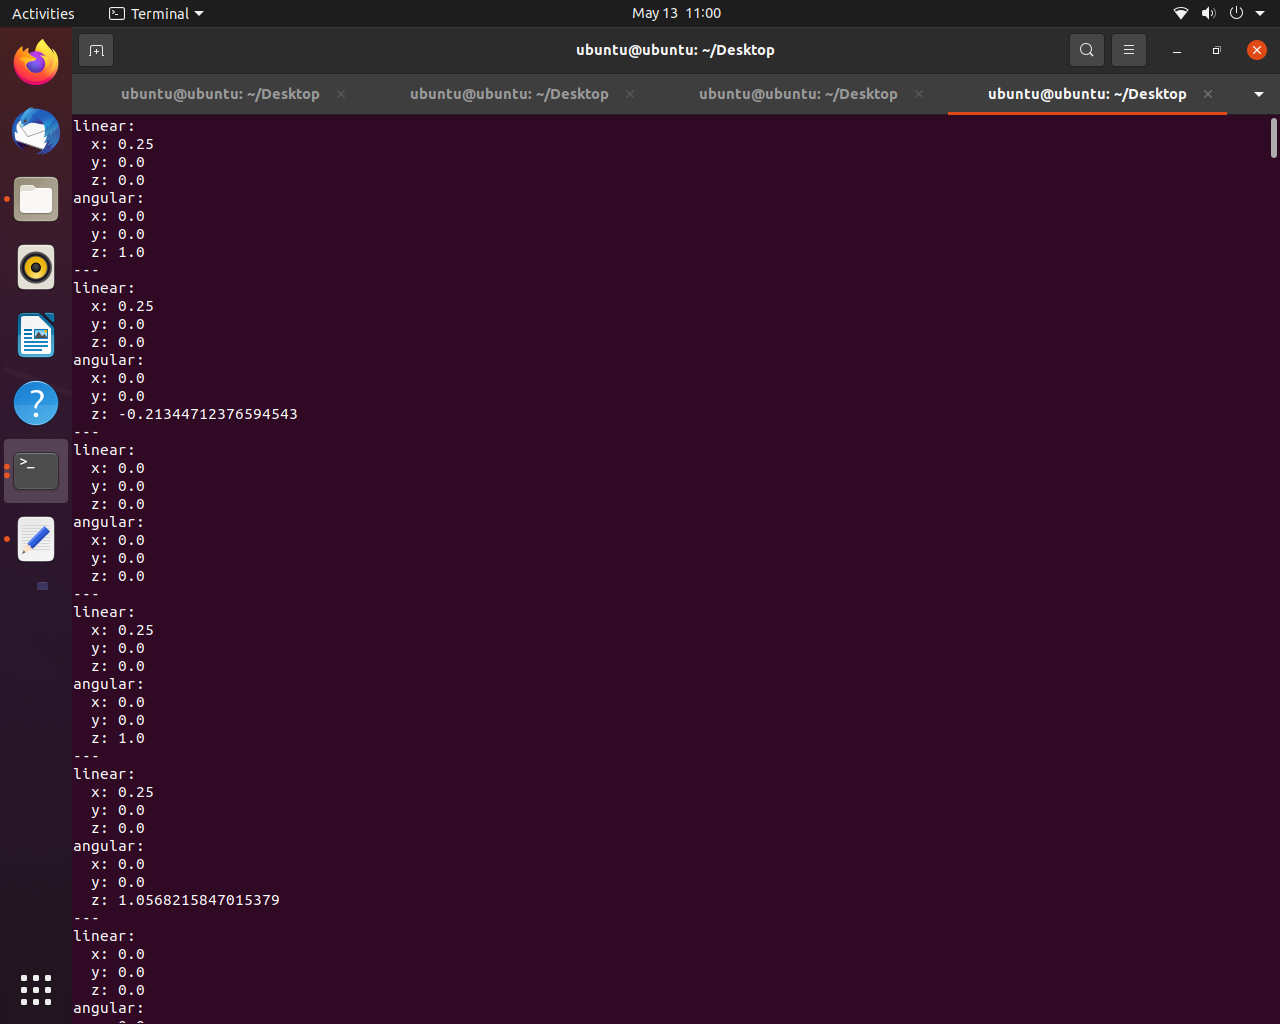 Activities
Terminal
May 13 11:00
ubuntu@ubuntu: ~/Desktop
ubuntu@ubuntu: ~/Desktop
ubuntu@ubuntu: ~/Desktop
ubuntu@ubuntu: ~/Desktop
ubuntu@ubuntu: ~/Desktop
linear:
  x: 0.25
  y: 0.0
  z: 0.0
angular:
  x: 0.0
  y: 0.0
  z: 1.0
---
linear:
  x: 0.25
  y: 0.0
  z: 0.0
angular:
  x: 0.0
  y: 0.0
  z: -0.21344712376594543
---
linear:
  x: 0.0
  y: 0.0
  z: 0.0
angular:
  x: 0.0
  y: 0.0
  z: 0.0
---
linear:
  x: 0.25
  y: 0.0
  z: 0.0
angular:
  x: 0.0
  y: 0.0
  z: 1.0
---
linear:
  x: 0.25
  y: 0.0
  z: 0.0
angular:
  x: 0.0
  y: 0.0
  z: 1.0568215847015379
---
linear:
  x: 0.0
  y: 0.0
  z: 0.0
angular: